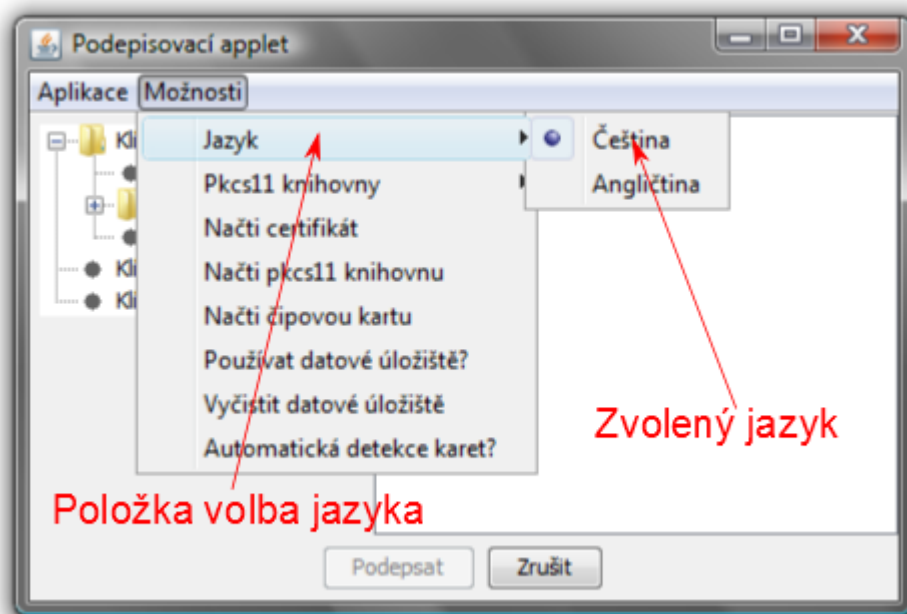 Podepisovací applet
Aplikace Možnosti
Jazyk
Čeština
Pkcs11 knihovny
Angličtina
Načti certifikát
Načti pkcs11 knihovnu
Načti čipovou kartu
Používat datové úložiště?
Vyčistit datové úložiště
Automatická detekce karet?
Zvolený jazyk
Položka volba jazyka
Podepsat
Zrušit